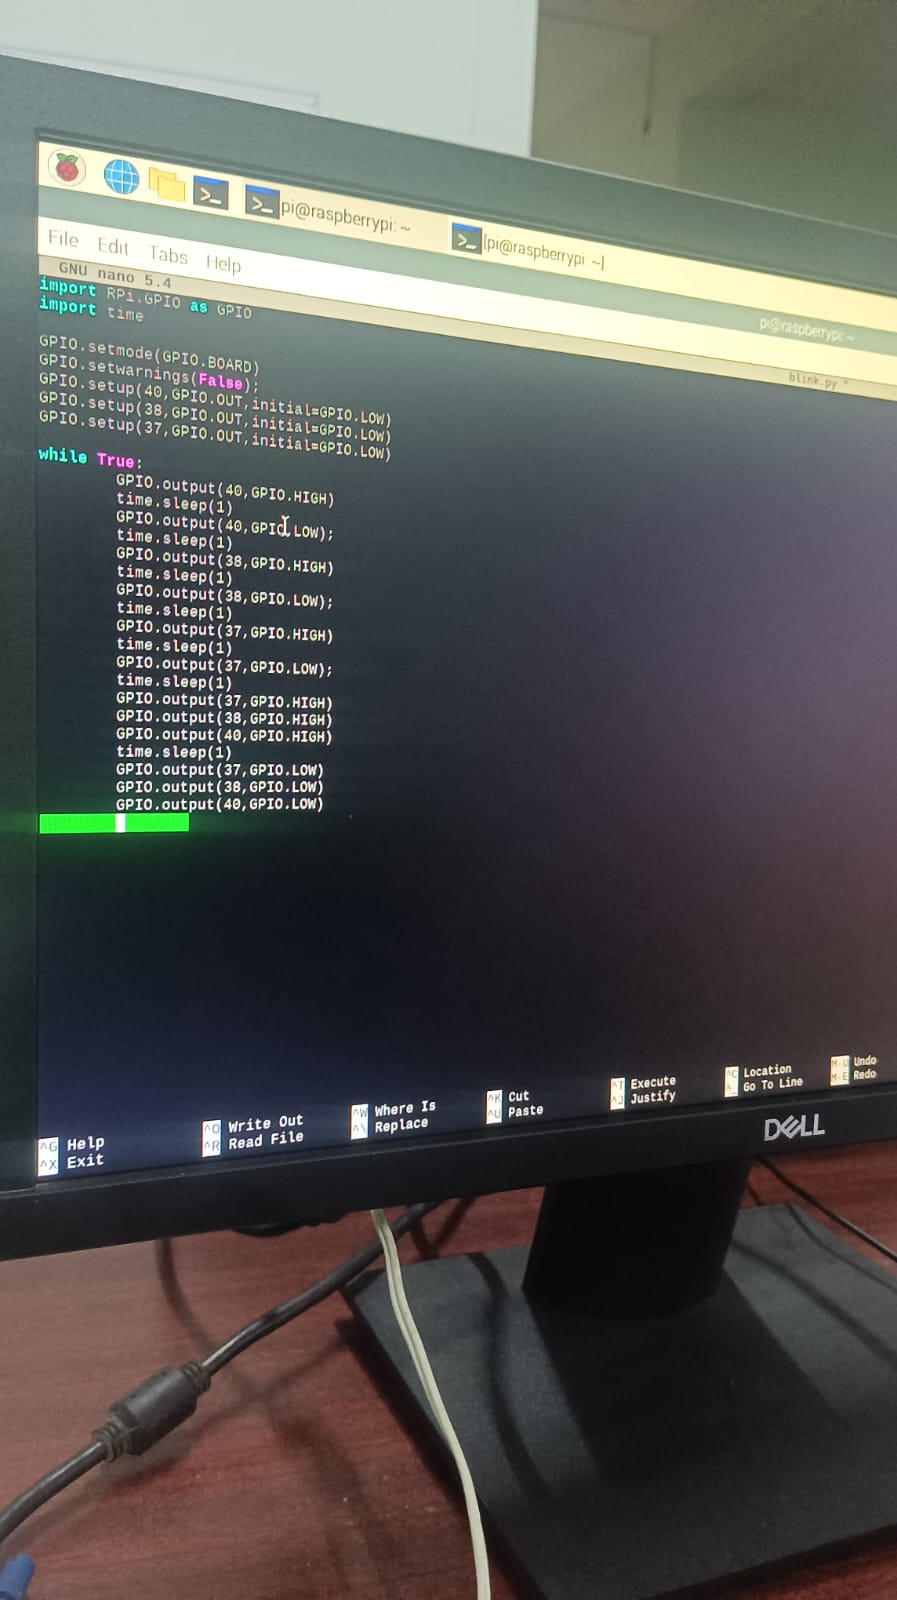 pi@raspberrypi: ~
[pi@raspberrypi: ~]
File Edit Tabs Help
pi@raspberrypi: ~
GNU nano 5.4
blink.py *
import RPi.GPIO as GPIO
import time
GPIO.setmode(GPIO.BOARD)
GPIO.setwarnings(False);
GPIO.setup(40,GPIO.OUT,initial=GPIO.LOW)
GPIO.setup(38,GPIO.OUT,initial=GPIO.LOW)
GPIO.setup(37,GPIO.OUT,initial=GPIO.LOW)
while True:
GPIO.output(40,GPIO.HIGH)
time.sleep(1)
GPIO.output(40,GPIO.LOW);
time.sleep(1)
GPIO.output(38,GPIO.HIGH)
time.sleep(1)
GPIO.output(38,GPIO.LOW);
time.sleep(1)
GPIO.output(37,GPIO.HIGH)
time.sleep(1)
GPIO.output(37,GPIO.LOW);
time.sleep(1)
GPIO.output(37,GPIO.HIGH)
GPIO.output(38,GPIO.HIGH)
GPIO.output(40,GPIO.HIGH)
time.sleep(1)
GPIO.output(37,GPIO.LOW)
GPIO.output(38,GPIO.LOW)
GPIO.output(40,GPIO.LOW)
^G Help ^O Write Out ^W Where Is ^K Cut ^T Execute ^C Location M-U Undo
^X Exit ^R Read File ^\ Replace ^U Paste ^J Justify ^_ Go To Line M-E Redo
DELL